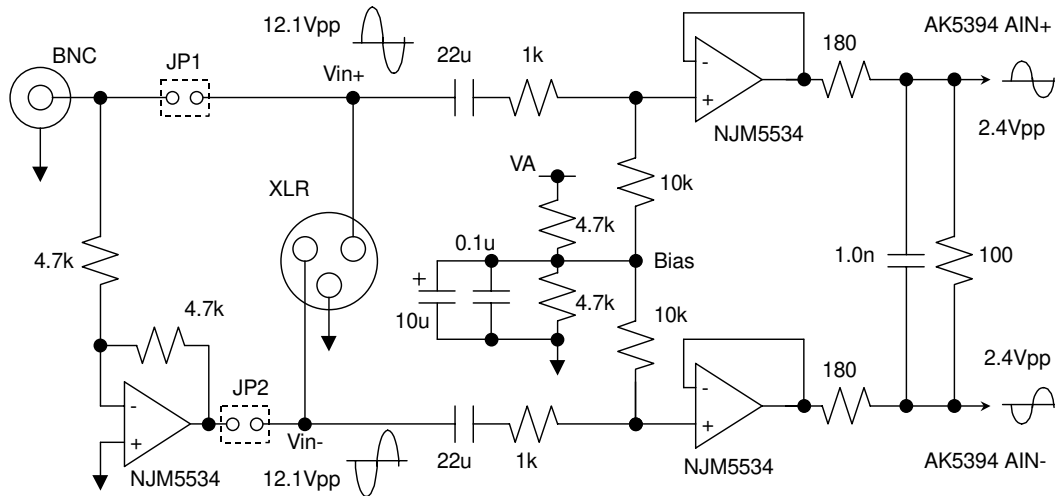 12.1Vpp
BNC
JP1
Vin+
22u
1k
-
+
NJM5534
180
AK5394 AIN+
2.4Vpp
XLR
VA
4.7k
10k
4.7k
0.1u
Bias
+
10u
4.7k
10k
1.0n
100
4.7k
JP2
-
+
NJM5534
Vin-
12.1Vpp
22u
1k
-
+
NJM5534
180
2.4Vpp
AK5394 AIN-